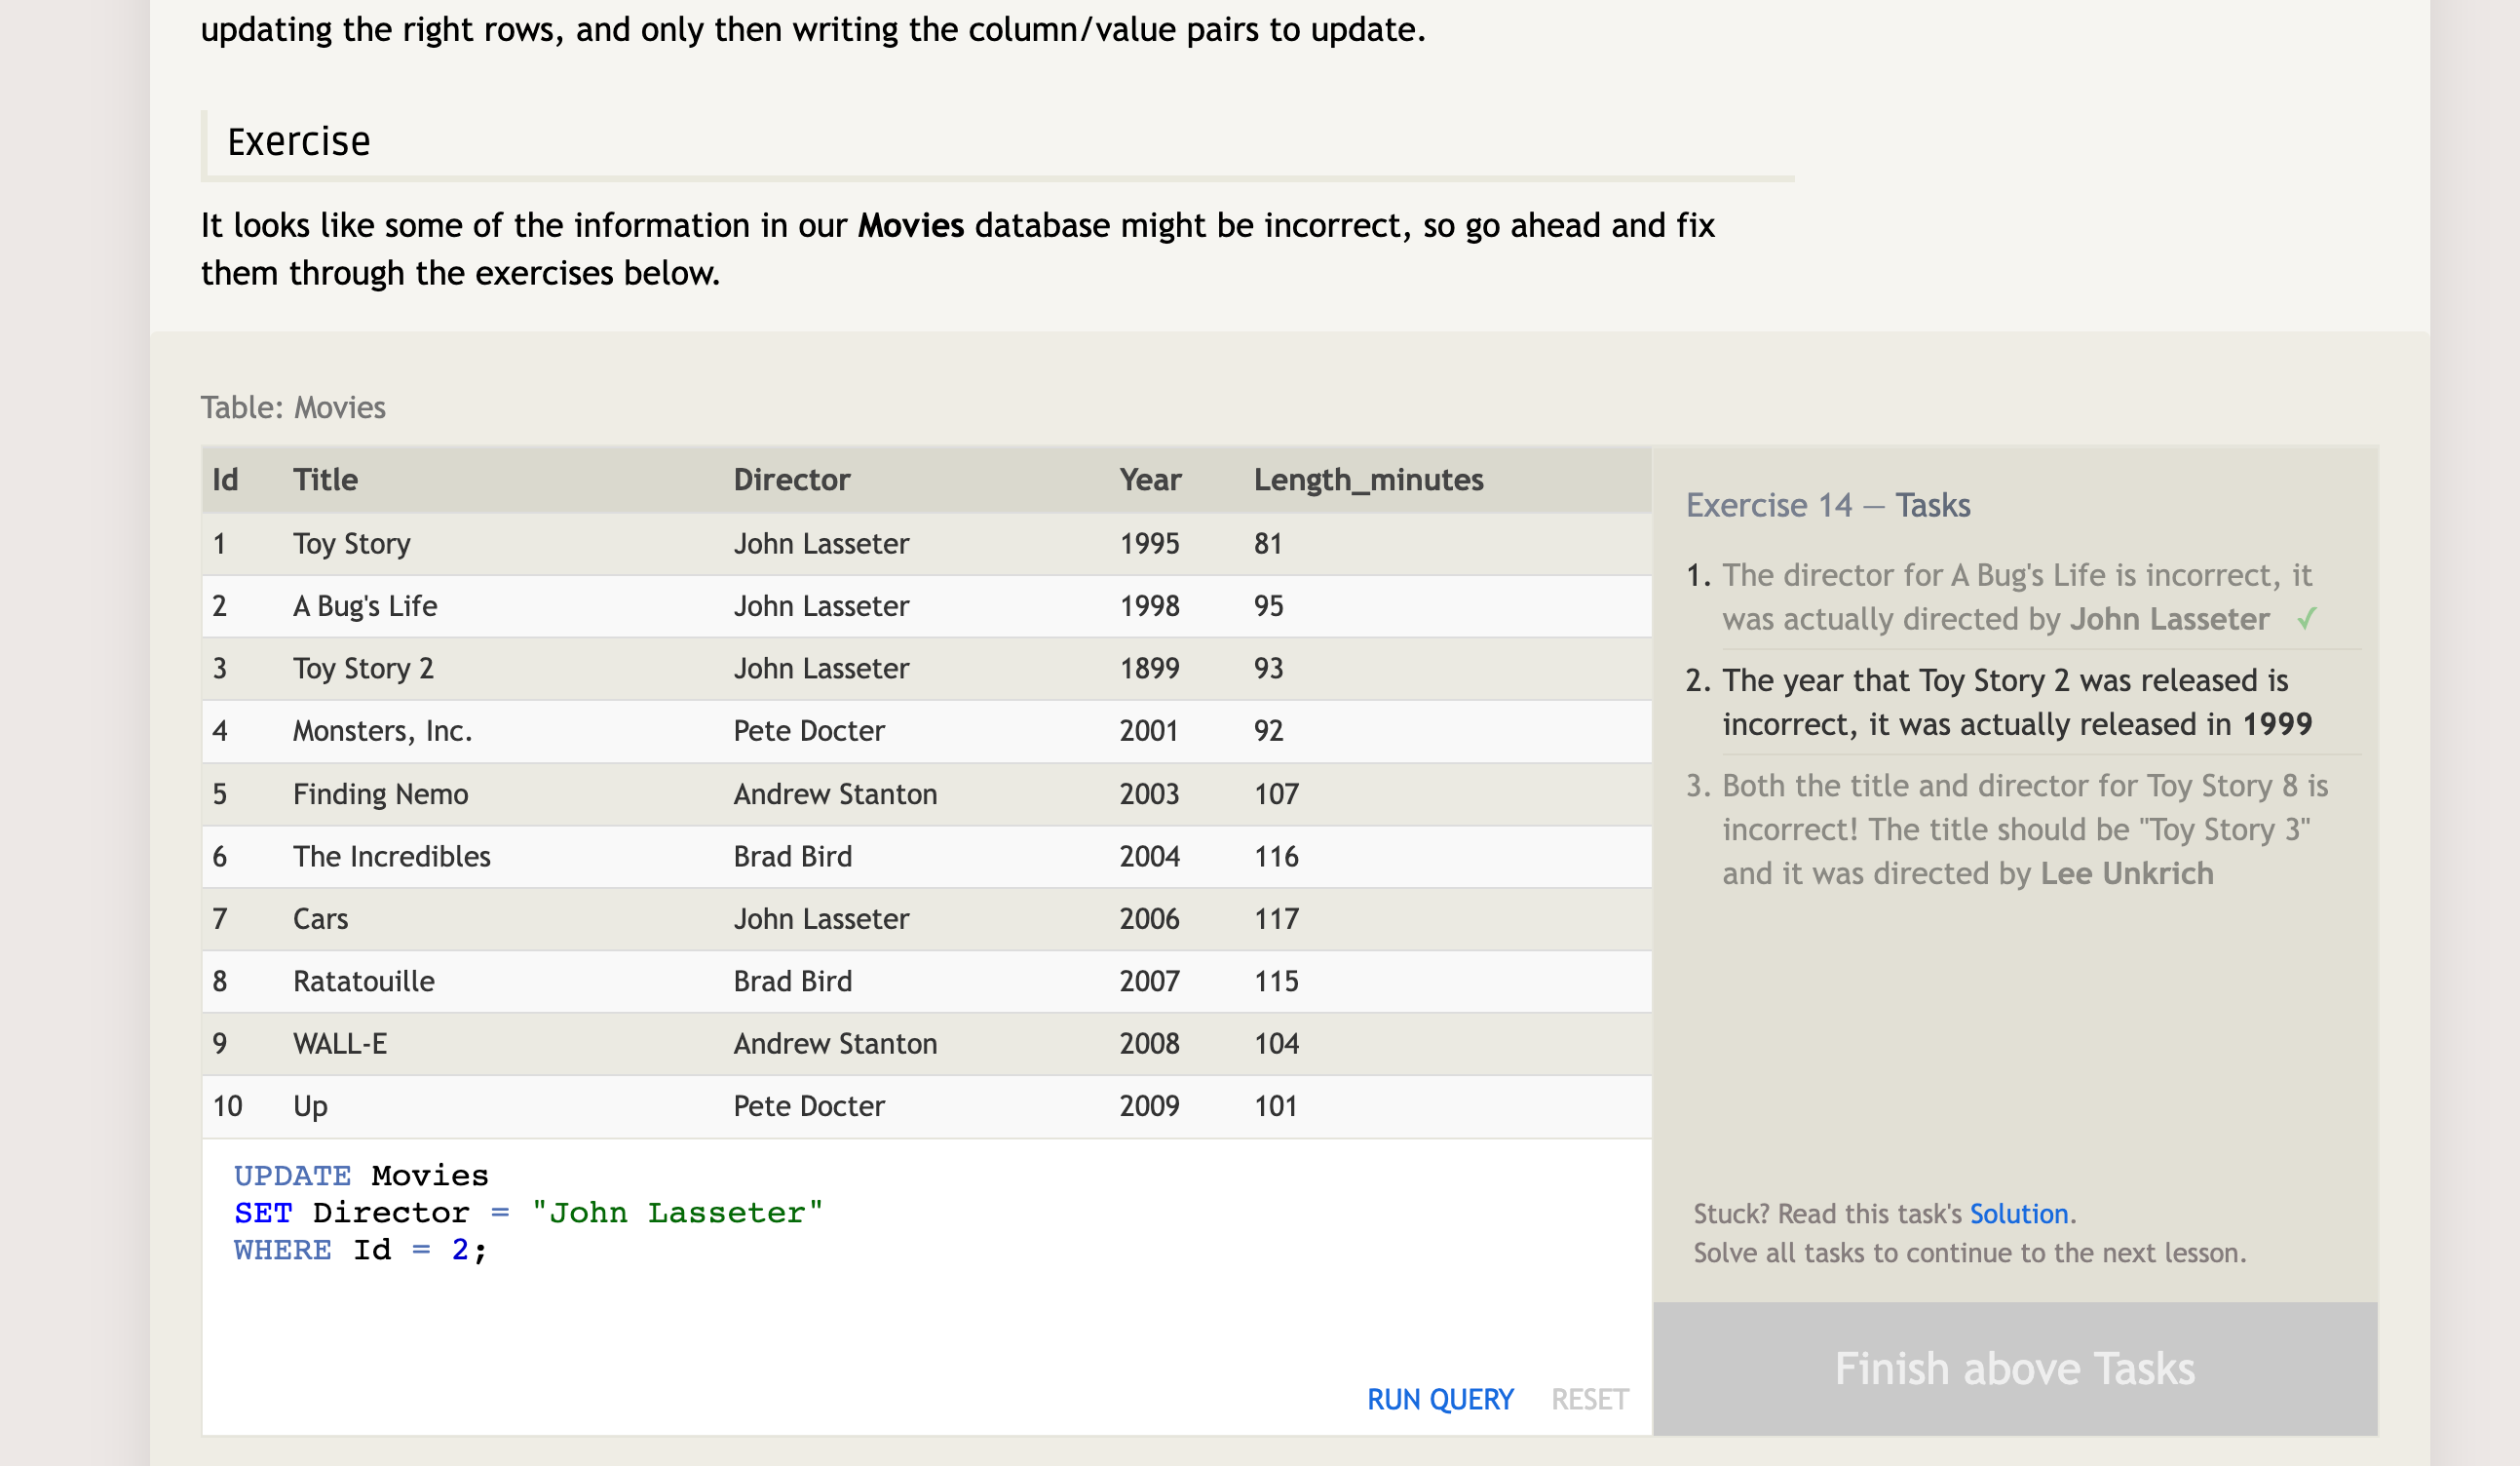 updating the right rows, and only then writing the column/value pairs to update.
Exercise
It looks like some of the information in our Movies database might be incorrect, so go ahead and fix
them through the exercises below.
Table: Movies
Id Title Director Year Length_minutes
1 Toy Story John Lasseter 1995 81
2 A Bug's Life John Lasseter 1998 95
3 Toy Story 2 John Lasseter 1899 93
4 Monsters, Inc. Pete Docter 2001 92
5 Finding Nemo Andrew Stanton 2003 107
6 The Incredibles Brad Bird 2004 116
7 Cars John Lasseter 2006 117
8 Ratatouille Brad Bird 2007 115
9 WALL-E Andrew Stanton 2008 104
10 Up Pete Docter 2009 101
UPDATE Movies
SET Director = "John Lasseter"
WHERE Id = 2;
RUN QUERY RESET
Exercise 14 — Tasks
1. The director for A Bug's Life is incorrect, it
was actually directed by John Lasseter ✓
2. The year that Toy Story 2 was released is
incorrect, it was actually released in 1999
3. Both the title and director for Toy Story 8 is
incorrect! The title should be "Toy Story 3"
and it was directed by Lee Unkrich
Stuck? Read this task's Solution.
Solve all tasks to continue to the next lesson.
Finish above Tasks